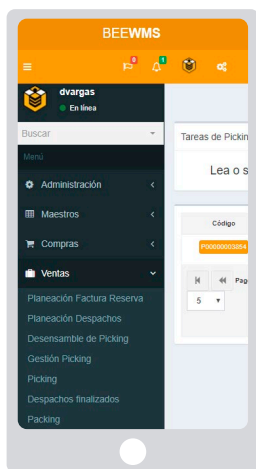 BEEWMS
0
1
dvargas
En línea
Buscar
Tareas de Pickin
Menú
Lea o s
Administración
Maestros
Código
Compras
P00000003054
Ventas
Pag
5
Planeación Factura Reserva
Planeación Despachos
Desensamble de Picking
Gestión Picking
Picking
Despachos finalizados
Packing